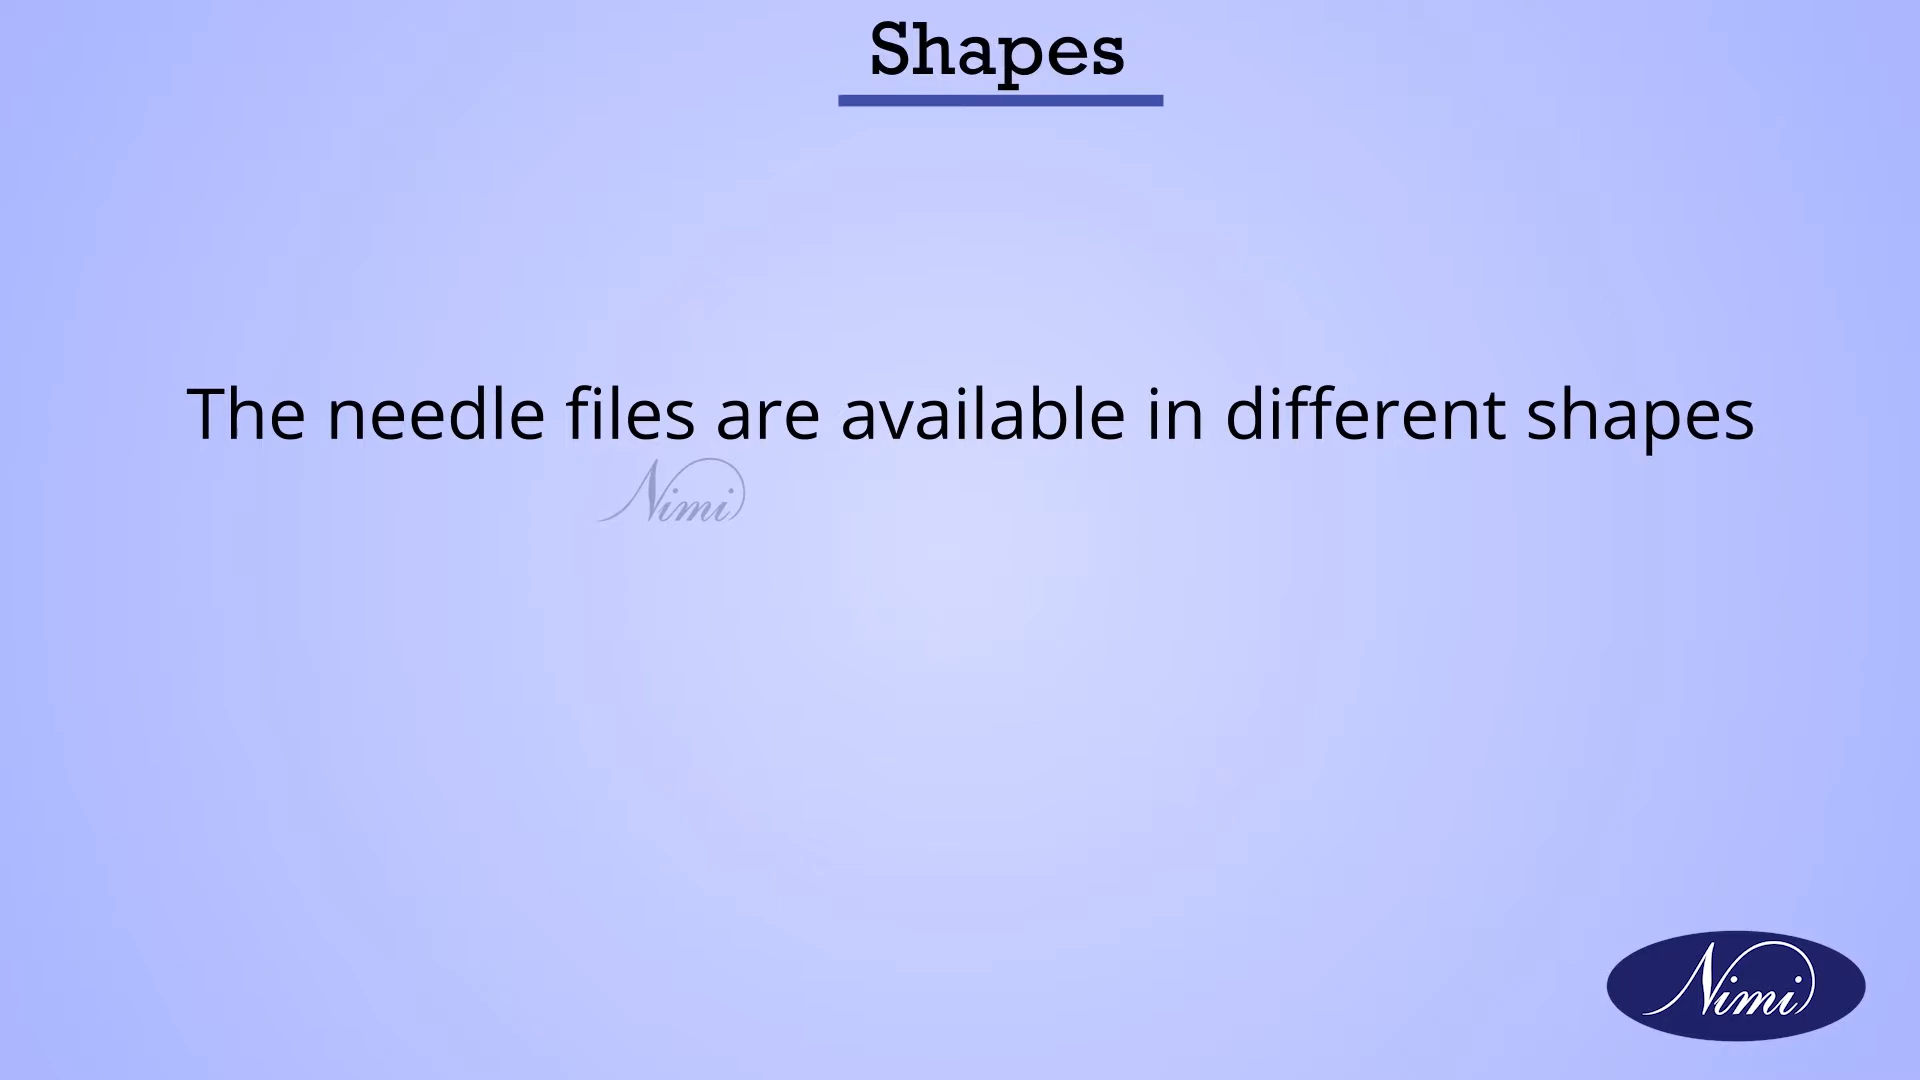 Shapes
The needle files are available in different shapes
Nimi
Nimi